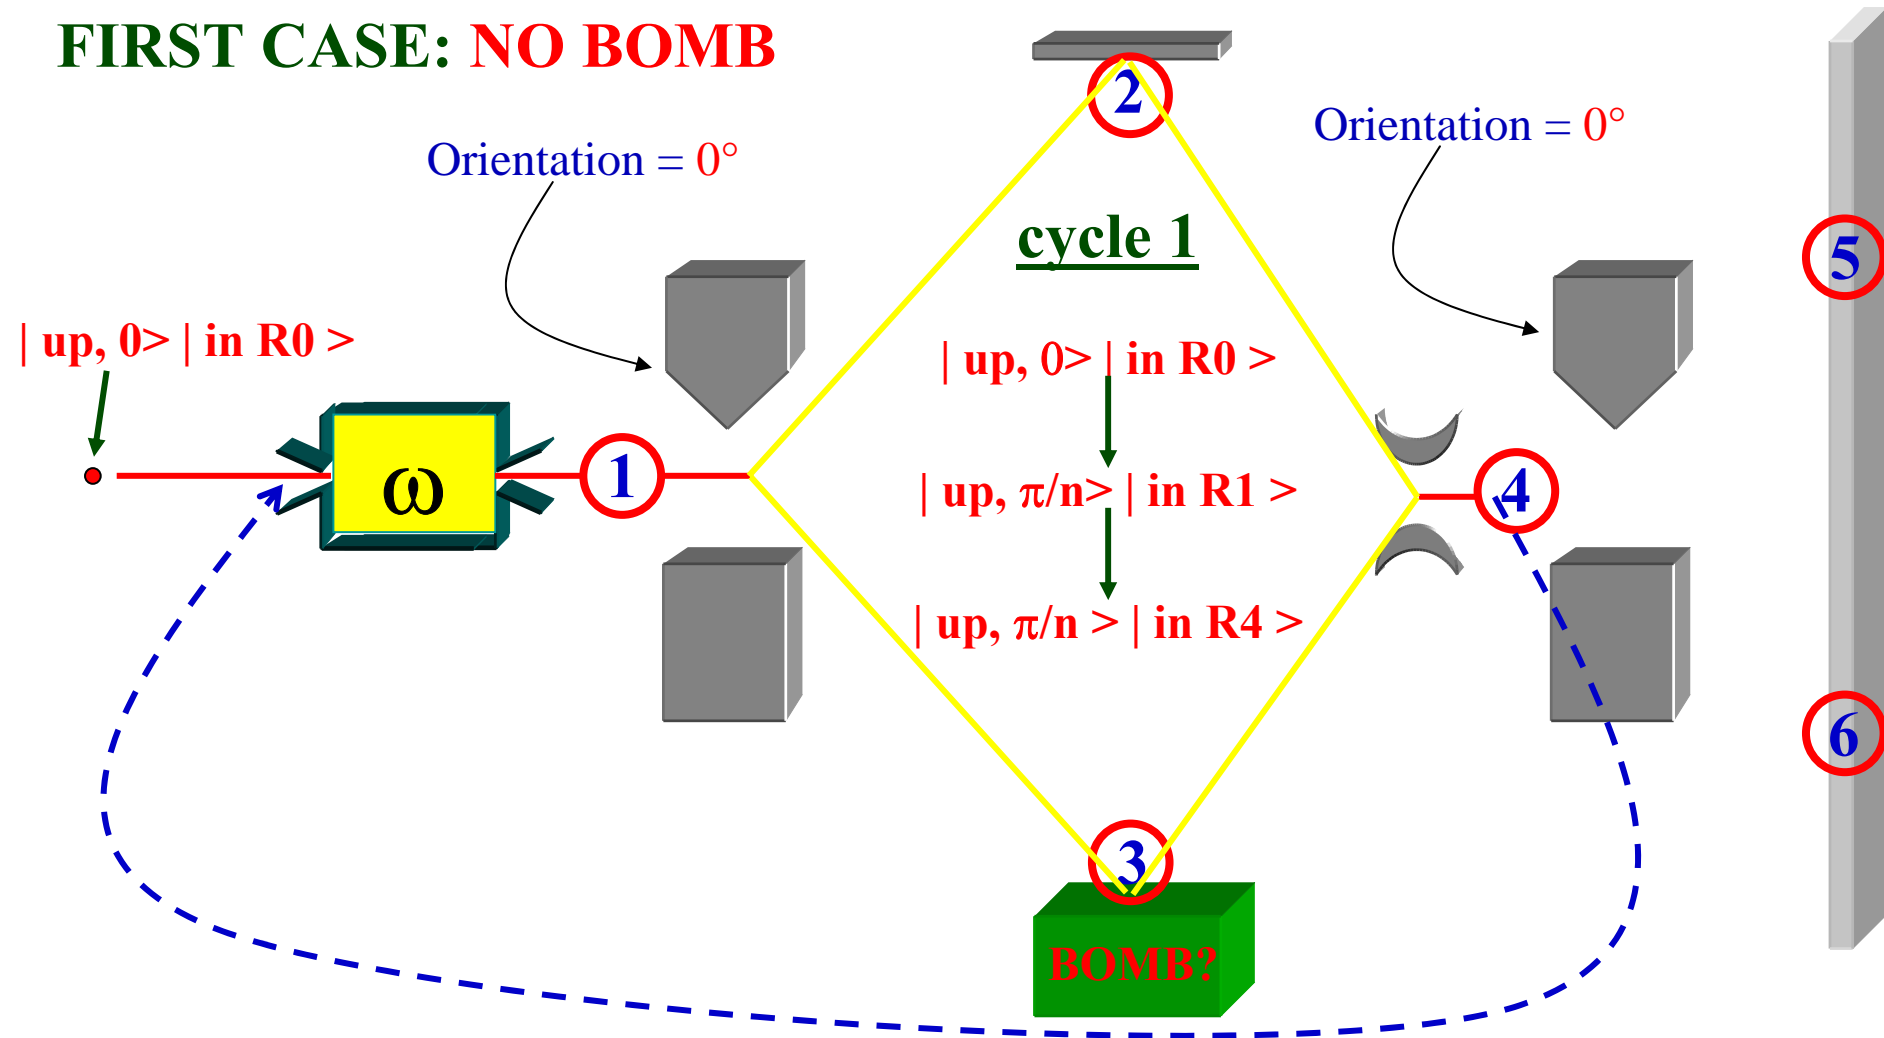 FIRST CASE: NO BOMB
2
Orientation = 0°
Orientation = 0°
cycle 1
5
| up, 0> | in R0 >
| up, 0> | in R0 >
ω
1
| up, π/n> | in R1 >
4
| up, π/n > | in R4 >
6
3
BOMB?